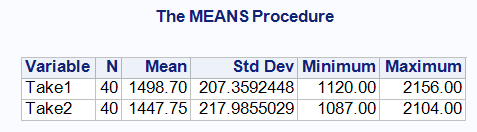 The MEANS Procedure
Variable N Mean Std Dev Minimum Maximum
Take1 40 1498.70 207.3592448 1120.00 2156.00
Take2 40 1447.75 217.9855029 1087.00 2104.00